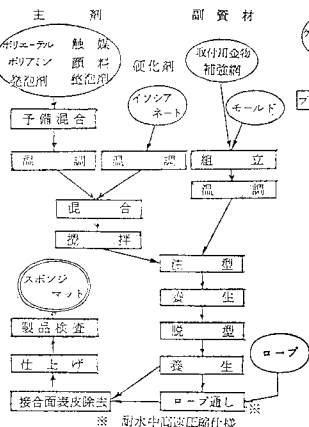 主 剤
副 資 材
ポリエーテル 触 媒
ポリアミン 顔 料
発泡剤 整泡剤
硬化剤
取付用金物
補強網
イソシア
ネート
モールド
予 備 混 合
温 調
温 調
組 立
温 調
混 合
攪 拌
注 型
養 生
脱 型
養 生
スポンジ
マット
製品検査
仕 上 げ
接合面表皮除去
ロープ
ロープ通し
※
※ 耐水中高速圧縮仕様